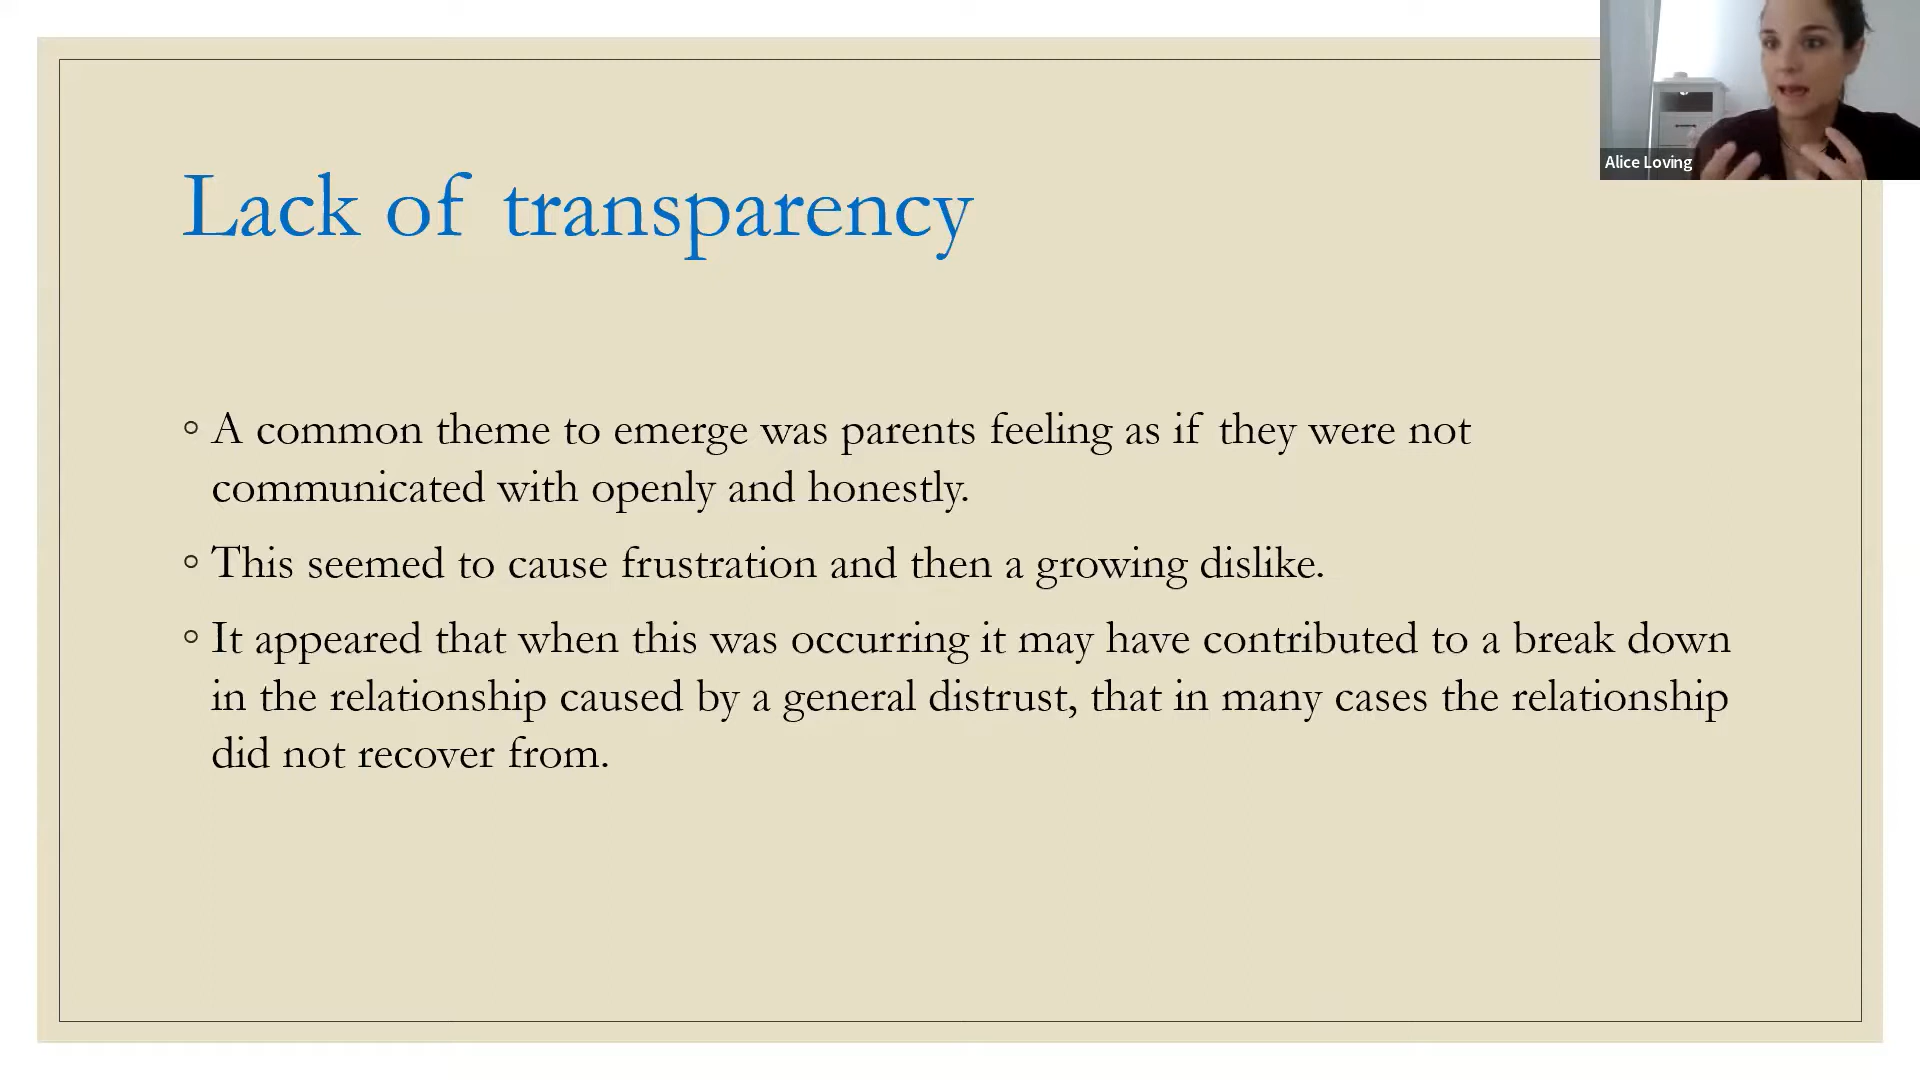 Alice Loving
Lack of transparency
◦ A common theme to emerge was parents feeling as if they were not
communicated with openly and honestly.
◦ This seemed to cause frustration and then a growing dislike.
◦ It appeared that when this was occurring it may have contributed to a break down
in the relationship caused by a general distrust, that in many cases the relationship
did not recover from.